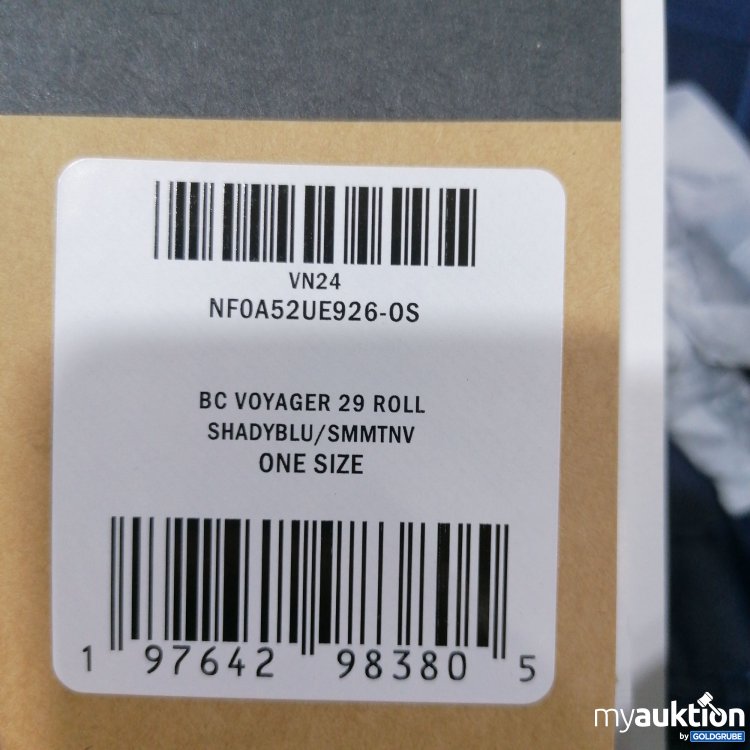 VN24
NF0A52UE926-OS
BC VOYAGER 29 ROLL
SHADYBLU/SMMTNV
ONE SIZE
1 97642 98380 5
myauktion
by GOLDGRUBE